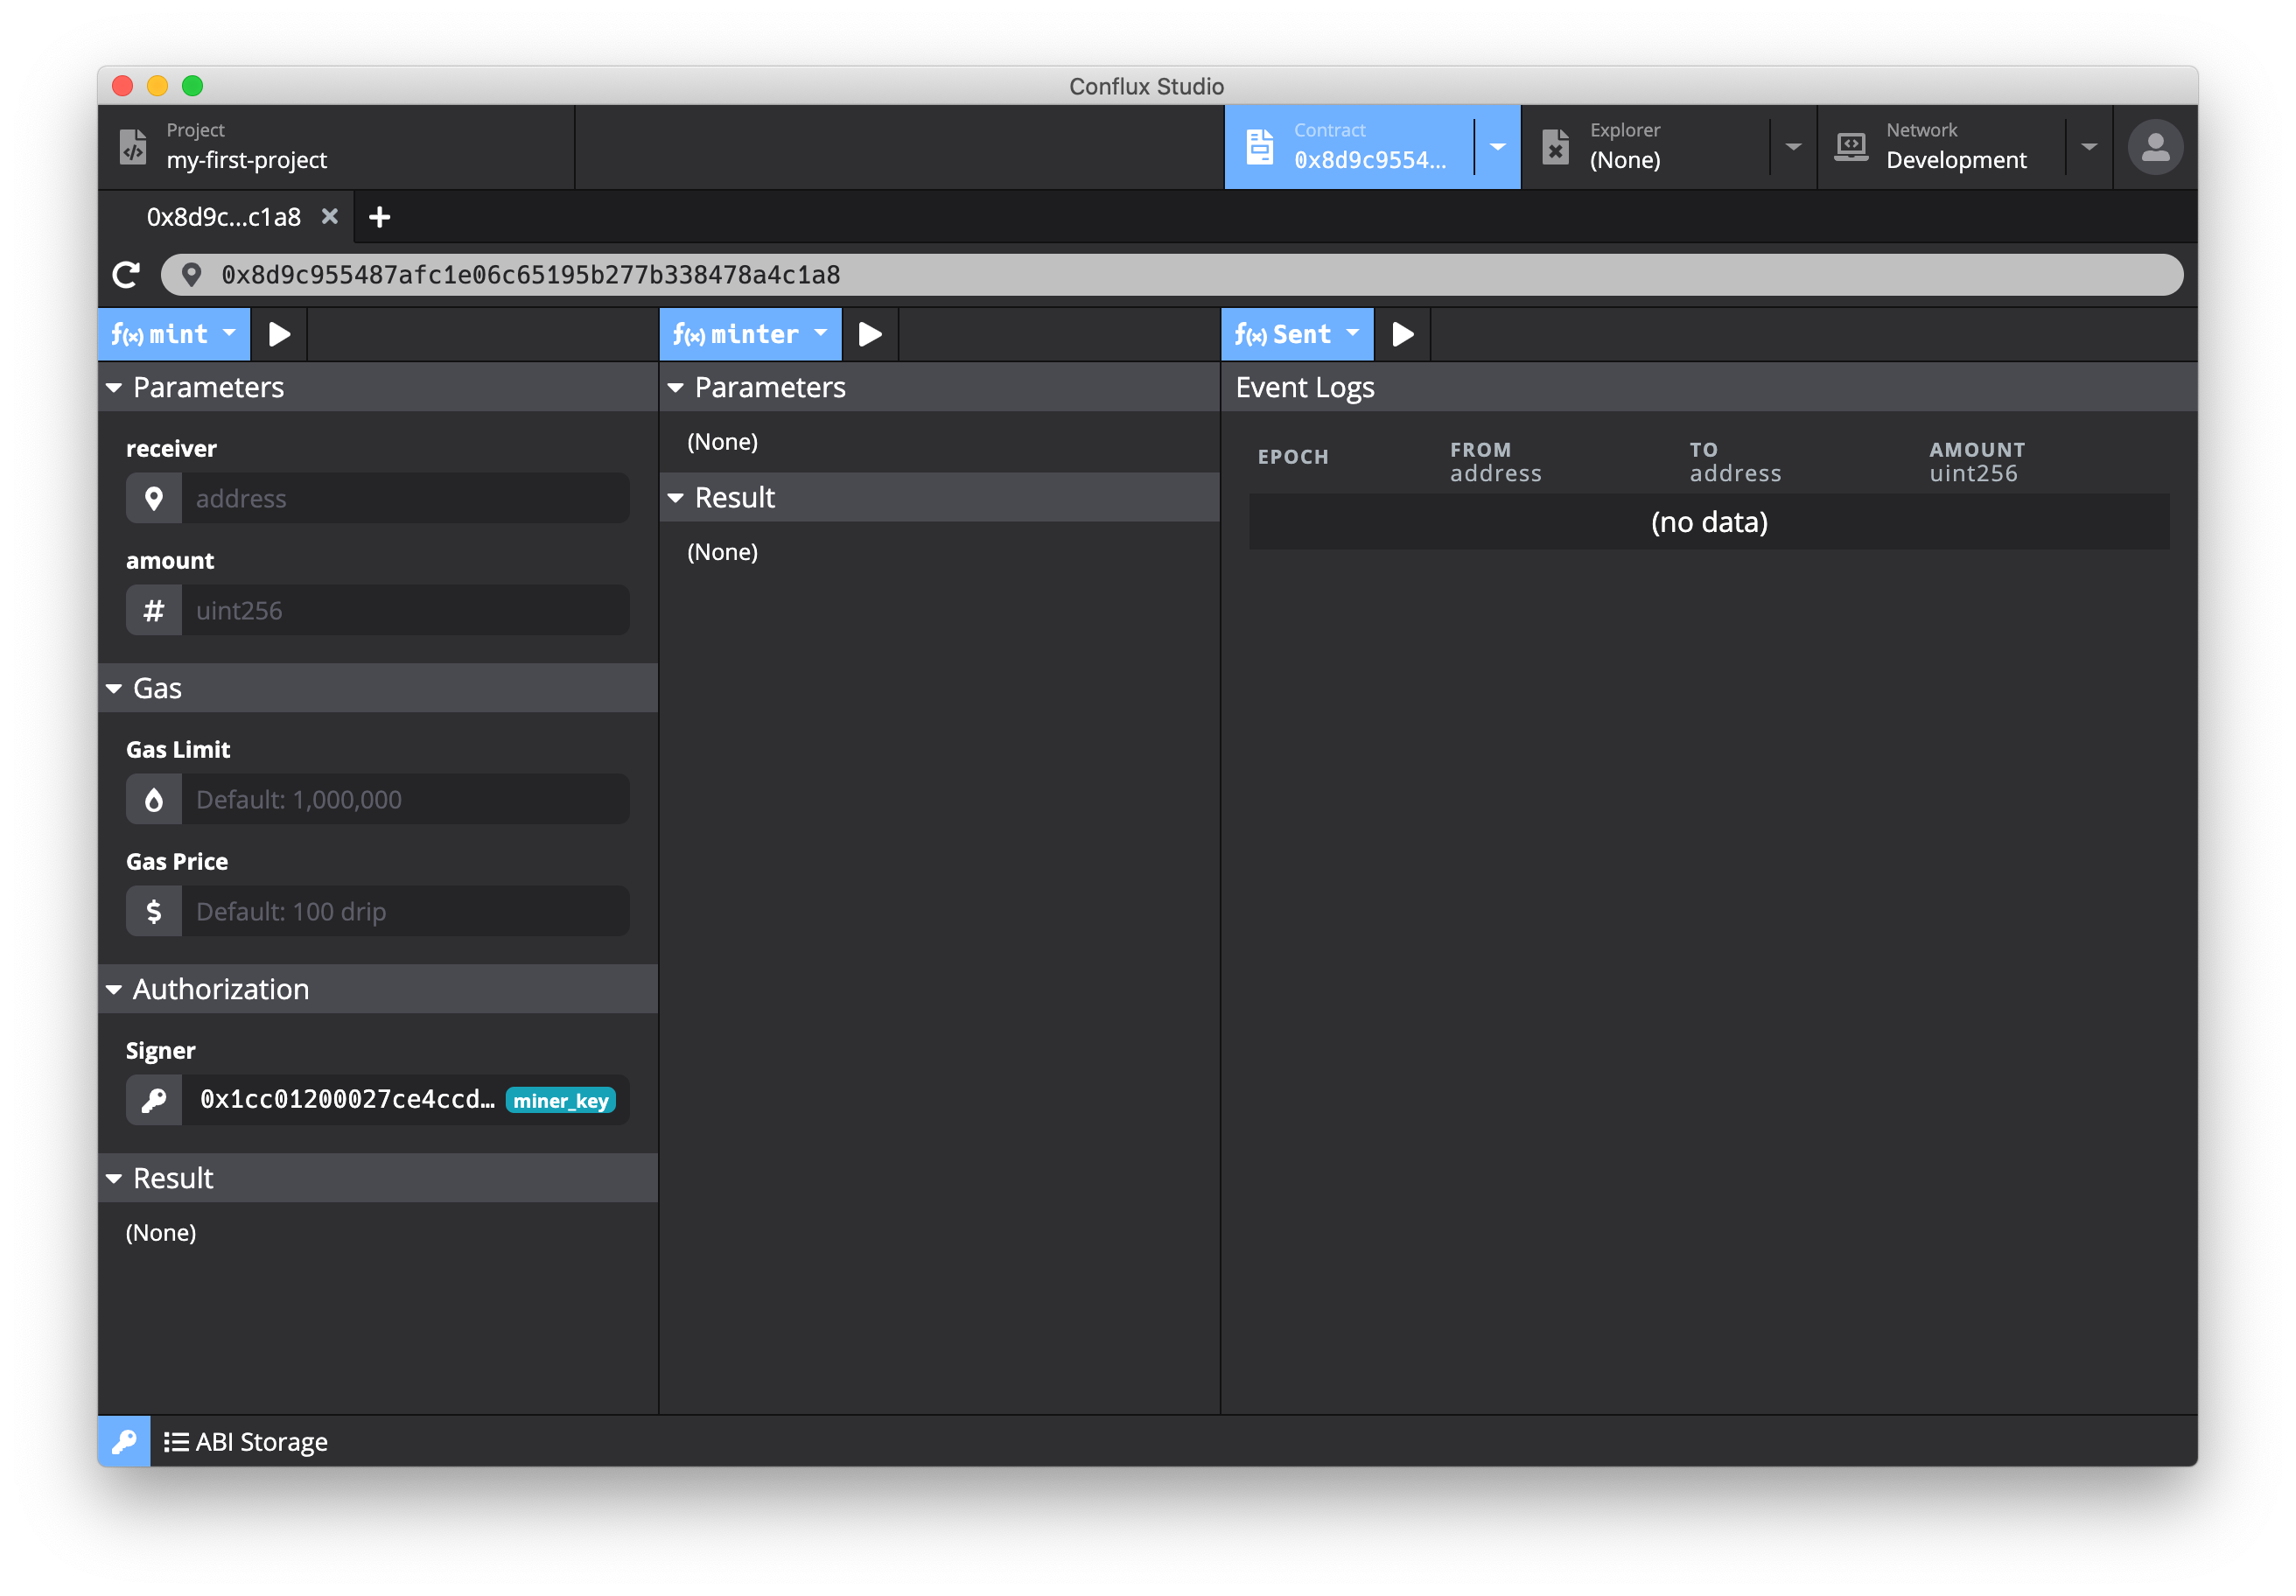 Conflux Studio
Project
my-first-project
Contract
0x8d9c9554...
Explorer
(None)
Network
Development
0x8d9c...c1a8
0x8d9c955487afc1e06c65195b277b338478a4c1a8
f(x) mint
f(x) minter
f(x) Sent
Parameters
receiver
address
amount
uint256
Gas
Gas Limit
Default: 1,000,000
Gas Price
Default: 100 drip
Authorization
Signer
0x1cc01200027ce4ccd... miner_key
Result
(None)
Parameters
(None)
Result
(None)
Event Logs
EPOCH FROM TO AMOUNT
address address uint256
(no data)
ABI Storage